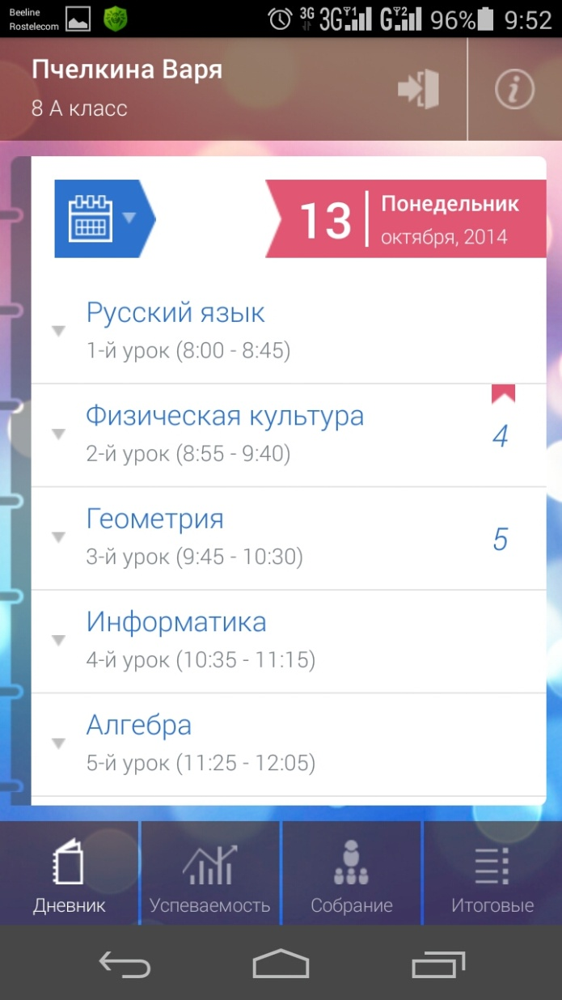 Beeline
Rostelecom
3G 3G 1 G 2 96% 9:52
Пчелкина Варя
8 А класс
13
Понедельник
октября, 2014
Русский язык
1-й урок (8:00 - 8:45)
Физическая культура
4
2-й урок (8:55 - 9:40)
Геометрия
5
3-й урок (9:45 - 10:30)
Информатика
4-й урок (10:35 - 11:15)
Алгебра
5-й урок (11:25 - 12:05)
Дневник
Успеваемость
Собрание
Итоговые